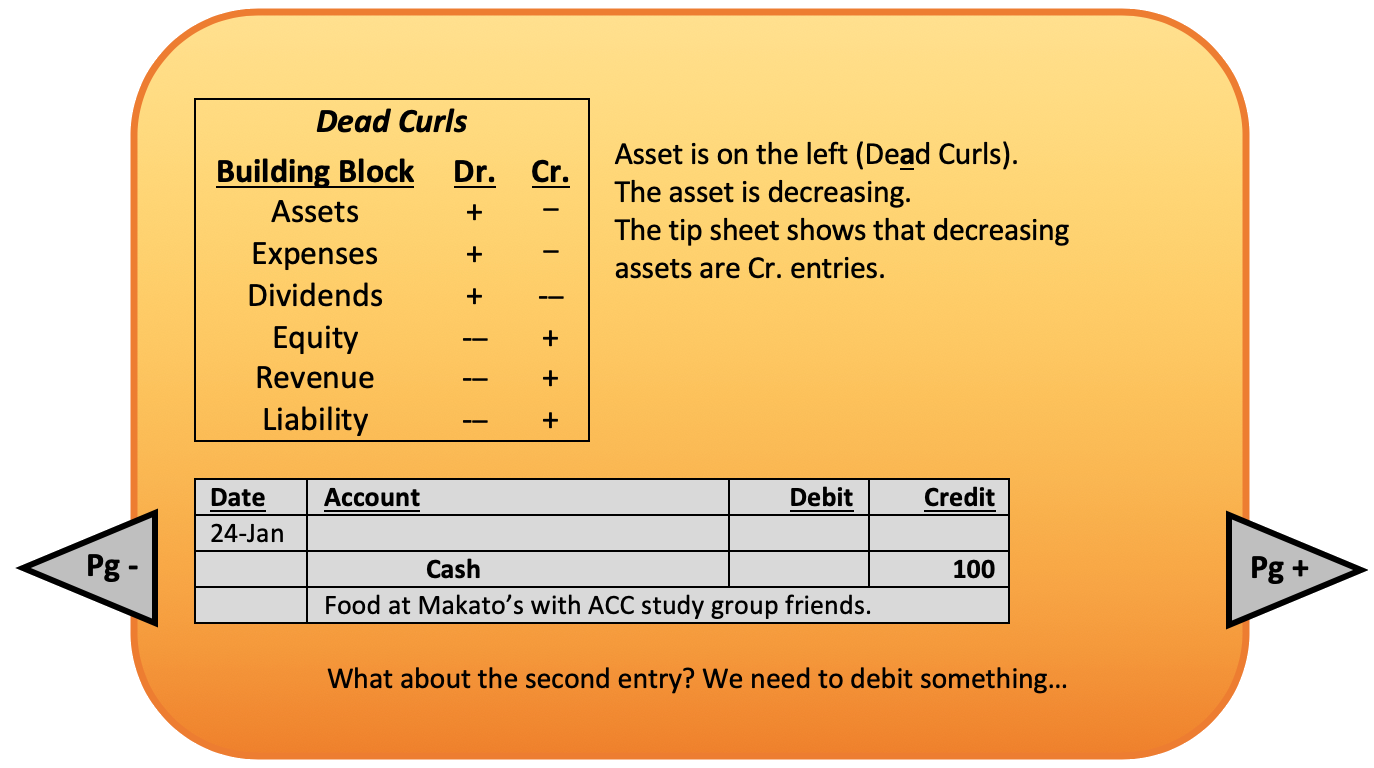 Dead Curls
Building Block Dr. Cr.
Assets + –
Expenses + –
Dividends + -–
Equity -– +
Revenue -– +
Liability -– +
Asset is on the left (Dead Curls).
The asset is decreasing.
The tip sheet shows that decreasing
assets are Cr. entries.
Date Account Debit Credit
24-Jan
Cash 100
Food at Makato’s with ACC study group friends.
Pg -
Pg +
What about the second entry? We need to debit something…